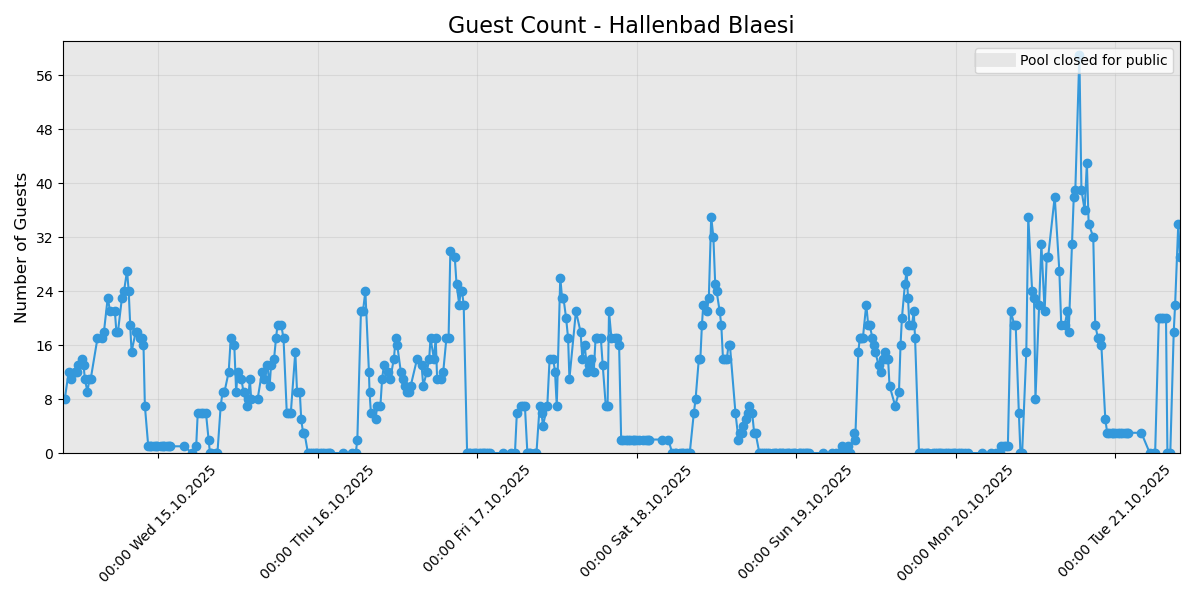 Guest Count - Hallenbad Blaesi
Pool closed for public
Number of Guests
56
48
40
32
24
16
8
0
00:00 Wed 15.10.2025
00:00 Thu 16.10.2025
00:00 Fri 17.10.2025
00:00 Sat 18.10.2025
00:00 Sun 19.10.2025
00:00 Mon 20.10.2025
00:00 Tue 21.10.2025